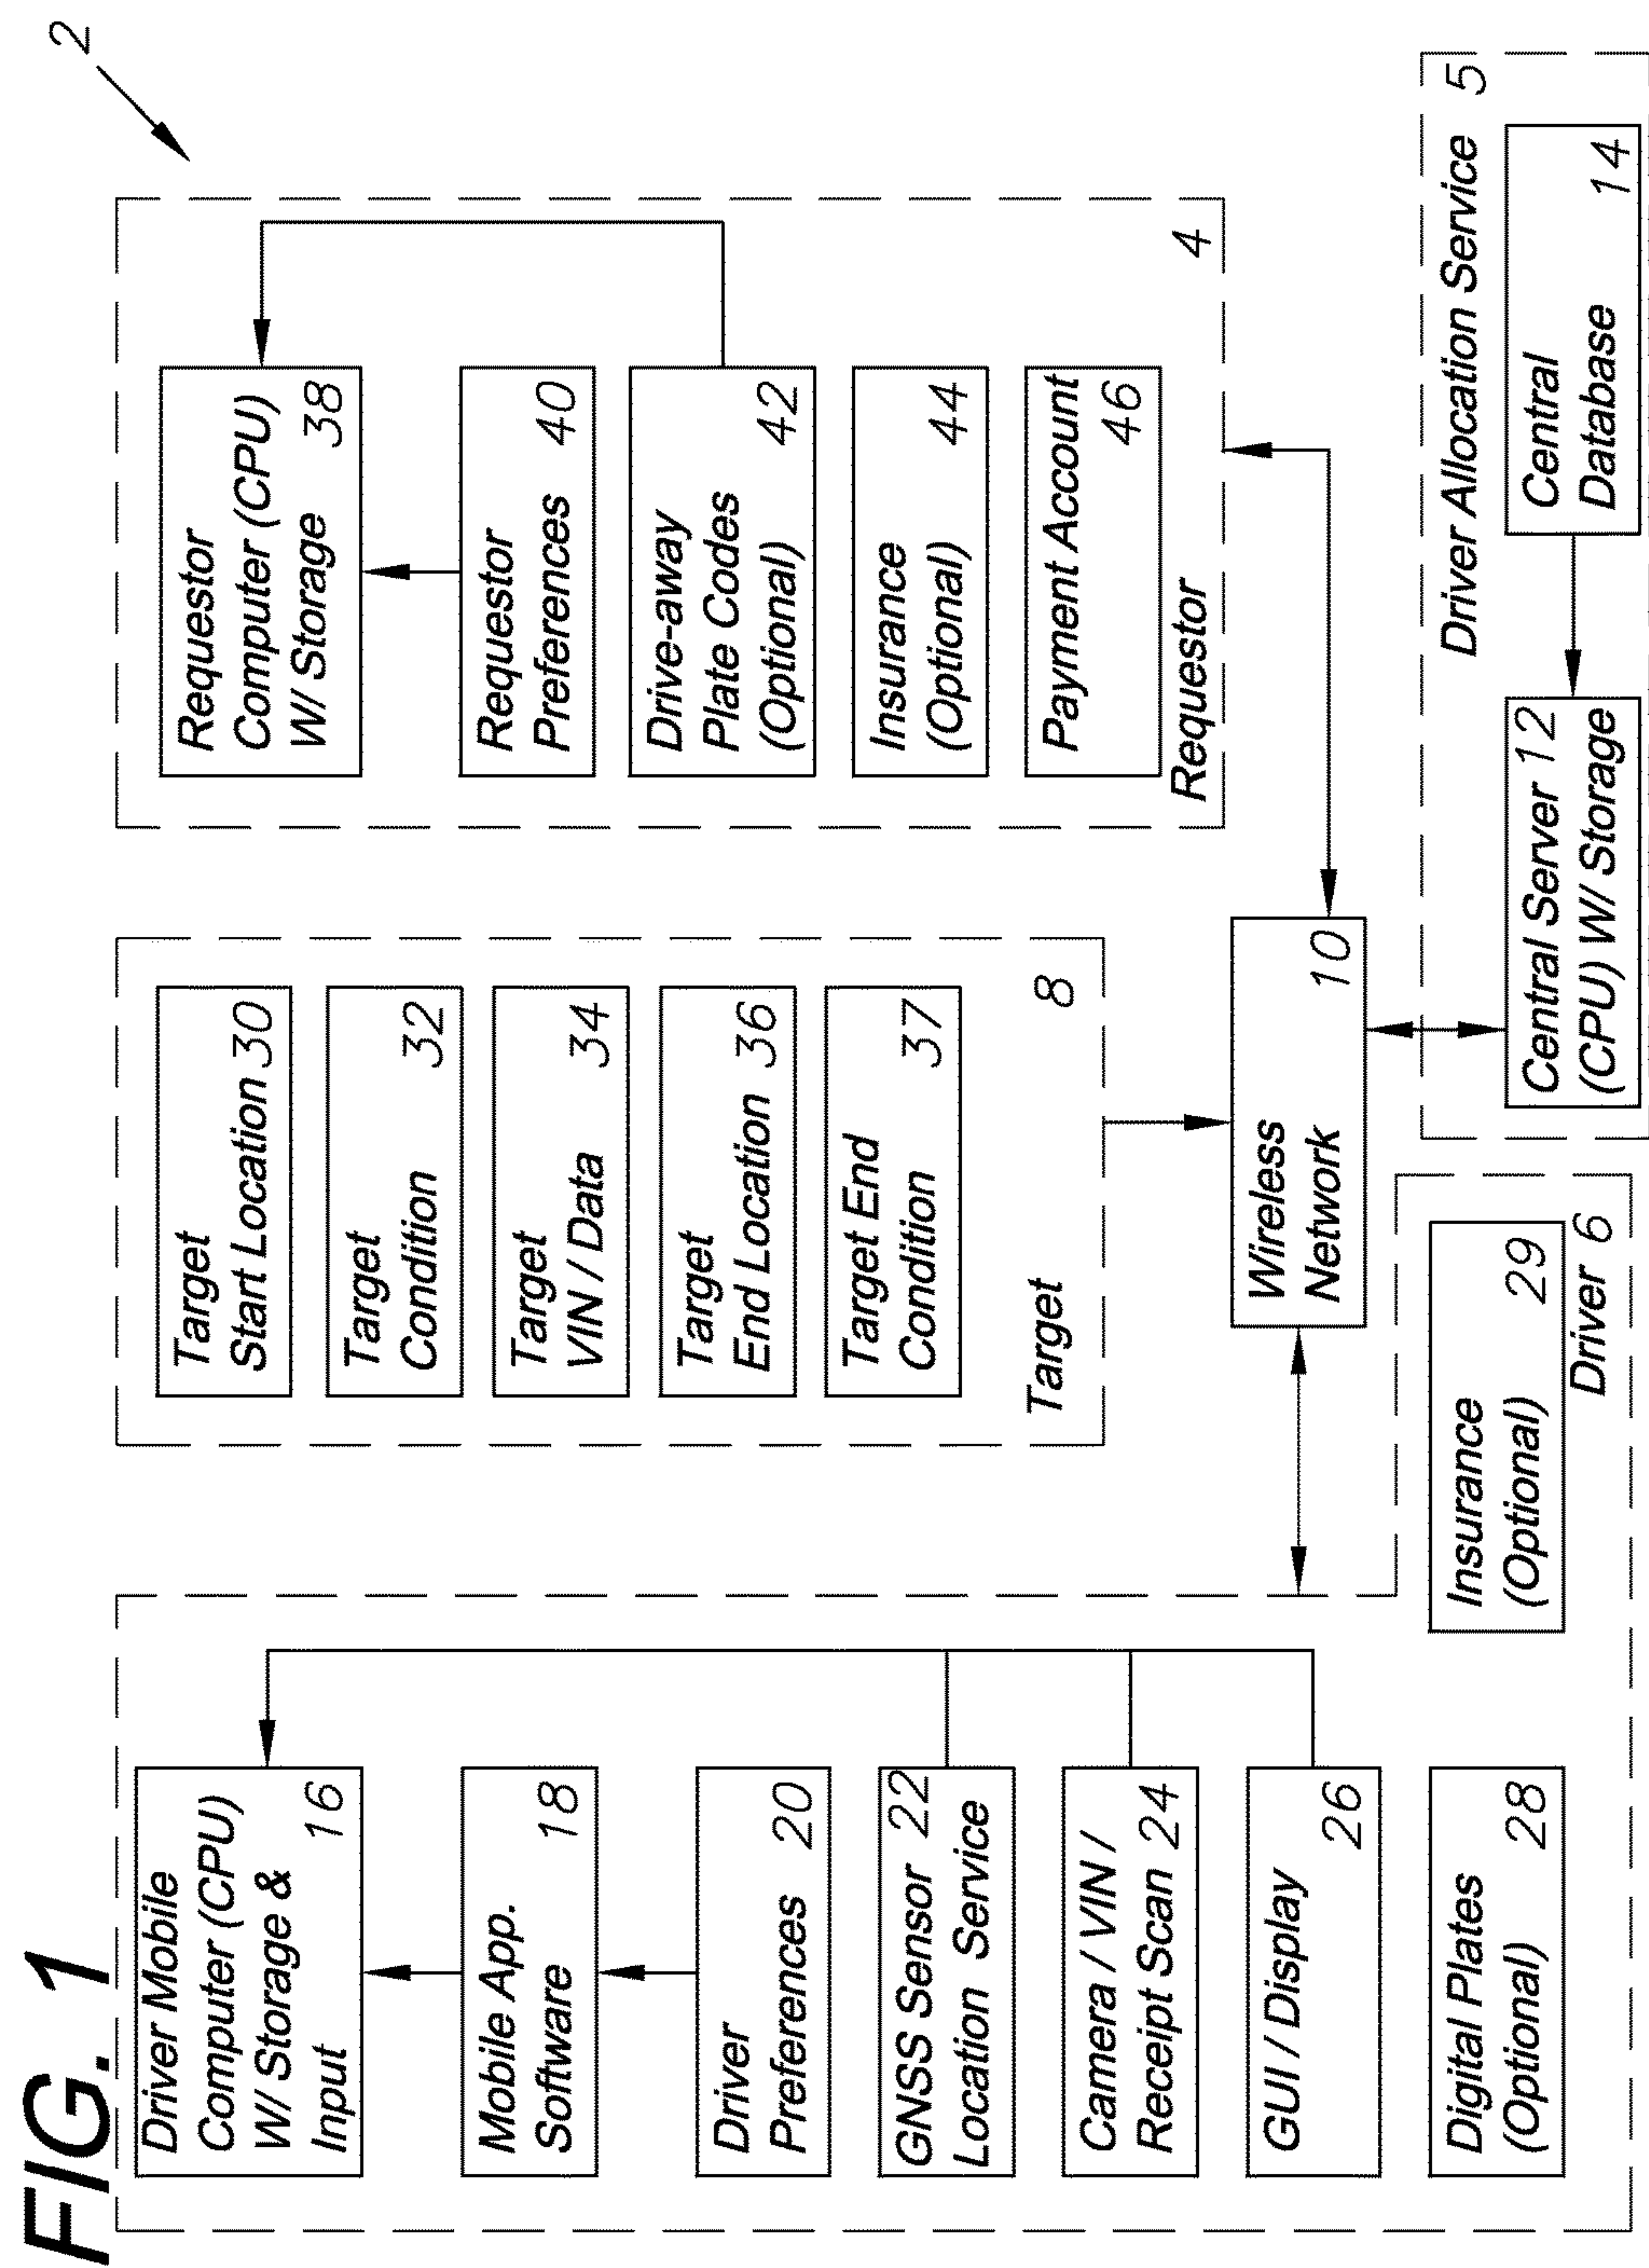 FIG. 1
2
Driver Mobile
Computer (CPU)
W/ Storage &
Input 16
Mobile App.
Software 18
Driver
Preferences 20
GNSS Sensor 22
Location Service
Camera / VIN /
Receipt Scan 24
GUI / Display
26
Digital Plates
(Optional) 28
Insurance
(Optional) 29
Driver 6
Target
Start Location 30
Target
Condition 32
Target
VIN / Data 34
Target
End Location 36
Target End
Condition 37
Target 8
Wireless
Network 10
Requestor
Computer (CPU)
W/ Storage 38
Requestor
Preferences 40
Drive-away
Plate Codes
(Optional) 42
Insurance
(Optional) 44
Payment Account
46
Requestor 4
Driver Allocation Service 5
Central Server 12
(CPU) W/ Storage
Central
Database 14